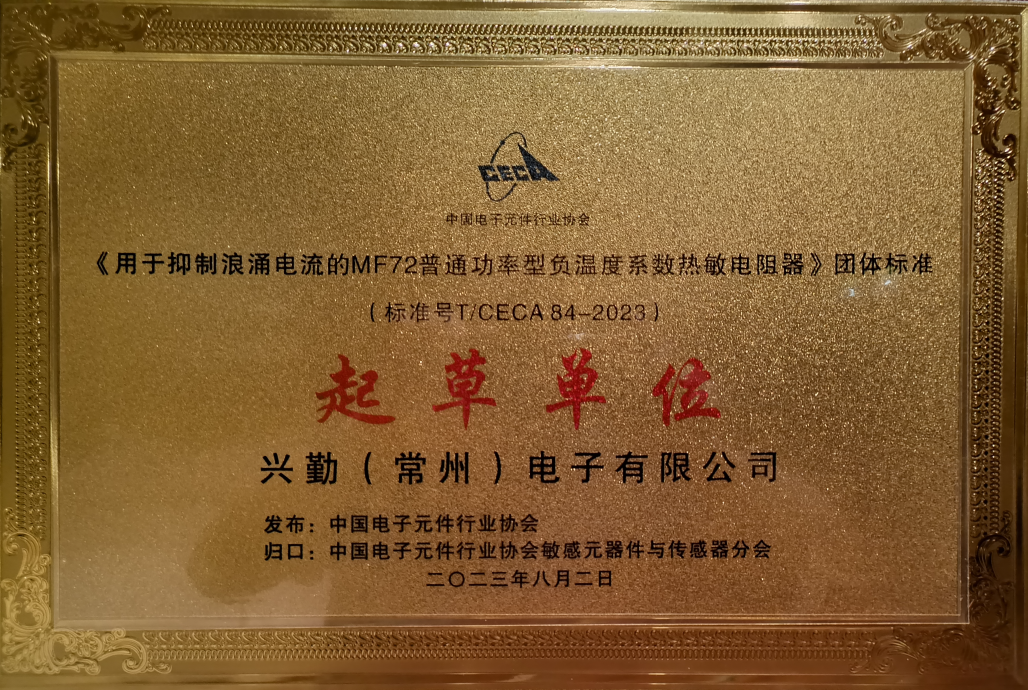 CECA
中国电子元件行业协会
《用于抑制浪涌电流的MF72普通功率型负温度系数热敏电阻器》团体标准
（标准号T/CECA 84-2023）
起草单位
兴勤（常州）电子有限公司
发布：中国电子元件行业协会
归口：中国电子元件行业协会敏感元器件与传感器分会
二〇二三年八月二日